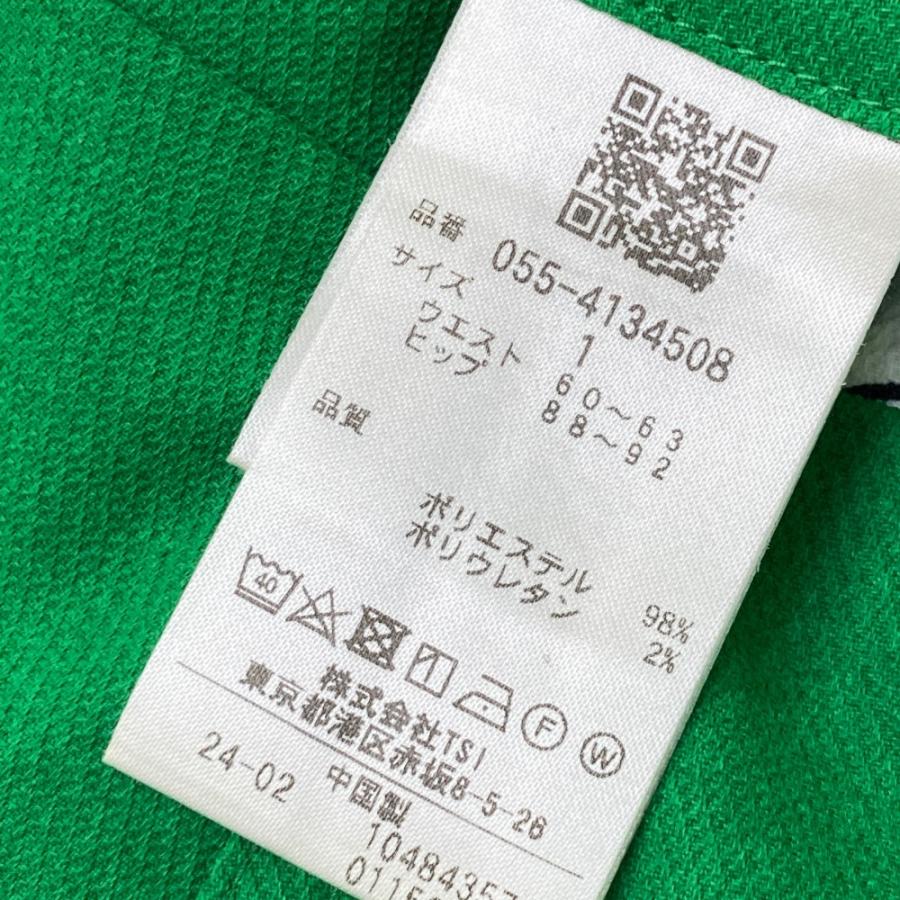 品番 055-4134508
サイズ 1
ウエスト 60～63
ヒップ 88～92
品質
ポリエステル 98%
ポリウレタン 2%
40
F W
株式会社TSI
東京都港区赤坂8-5-26
24-02 中国製